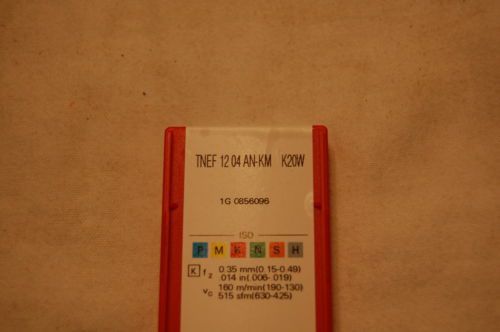 TNEF 12 04 AN-KM K20W
1G 0856096
ISO
P M K N S H
K fz 0.35 mm(0.15-0.49)
.014 in(.006-.019)
vc 160 m/min(190-130)
515 sfm(630-425)